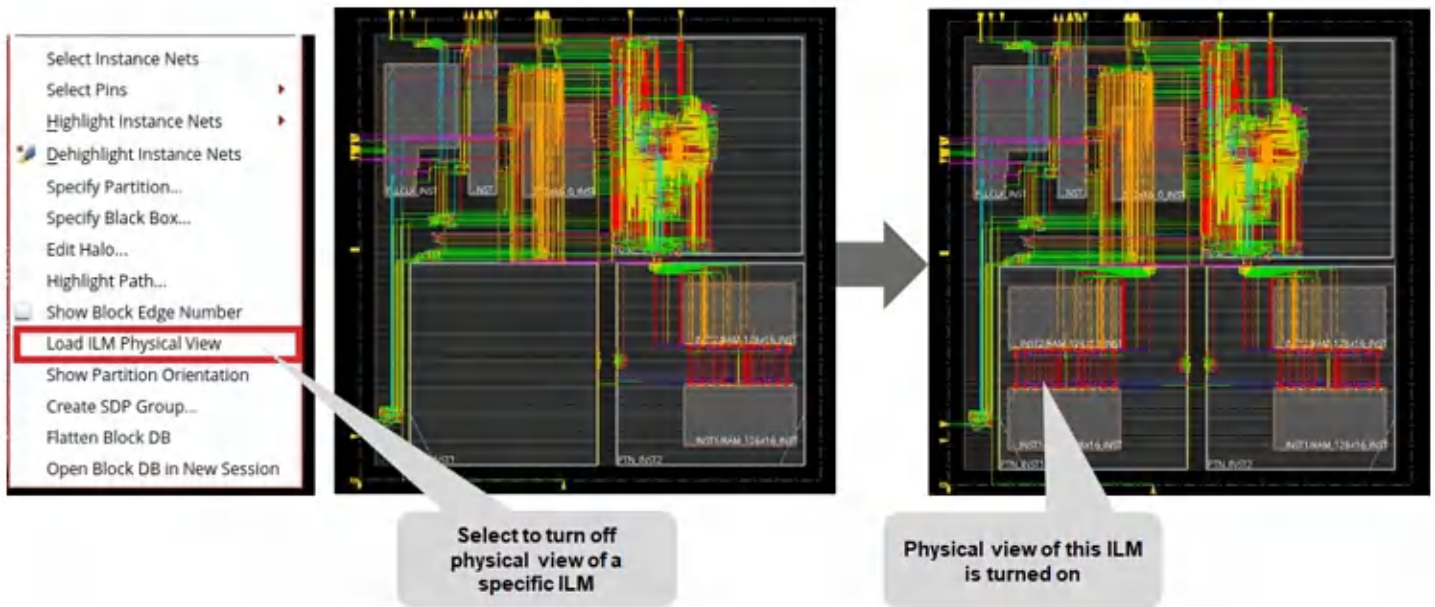 Select Instance Nets
Select Pins
Highlight Instance Nets
Dehighlight Instance Nets
Specify Partition...
Specify Black Box...
Edit Halo...
Highlight Path...
Show Block Edge Number
Load ILM Physical View
Show Partition Orientation
Create SDP Group...
Flatten Block DB
Open Block DB in New Session
PTN_INST2
PTN_INST2
Select to turn off
physical view of a
specific ILM
Physical view of this ILM
is turned on